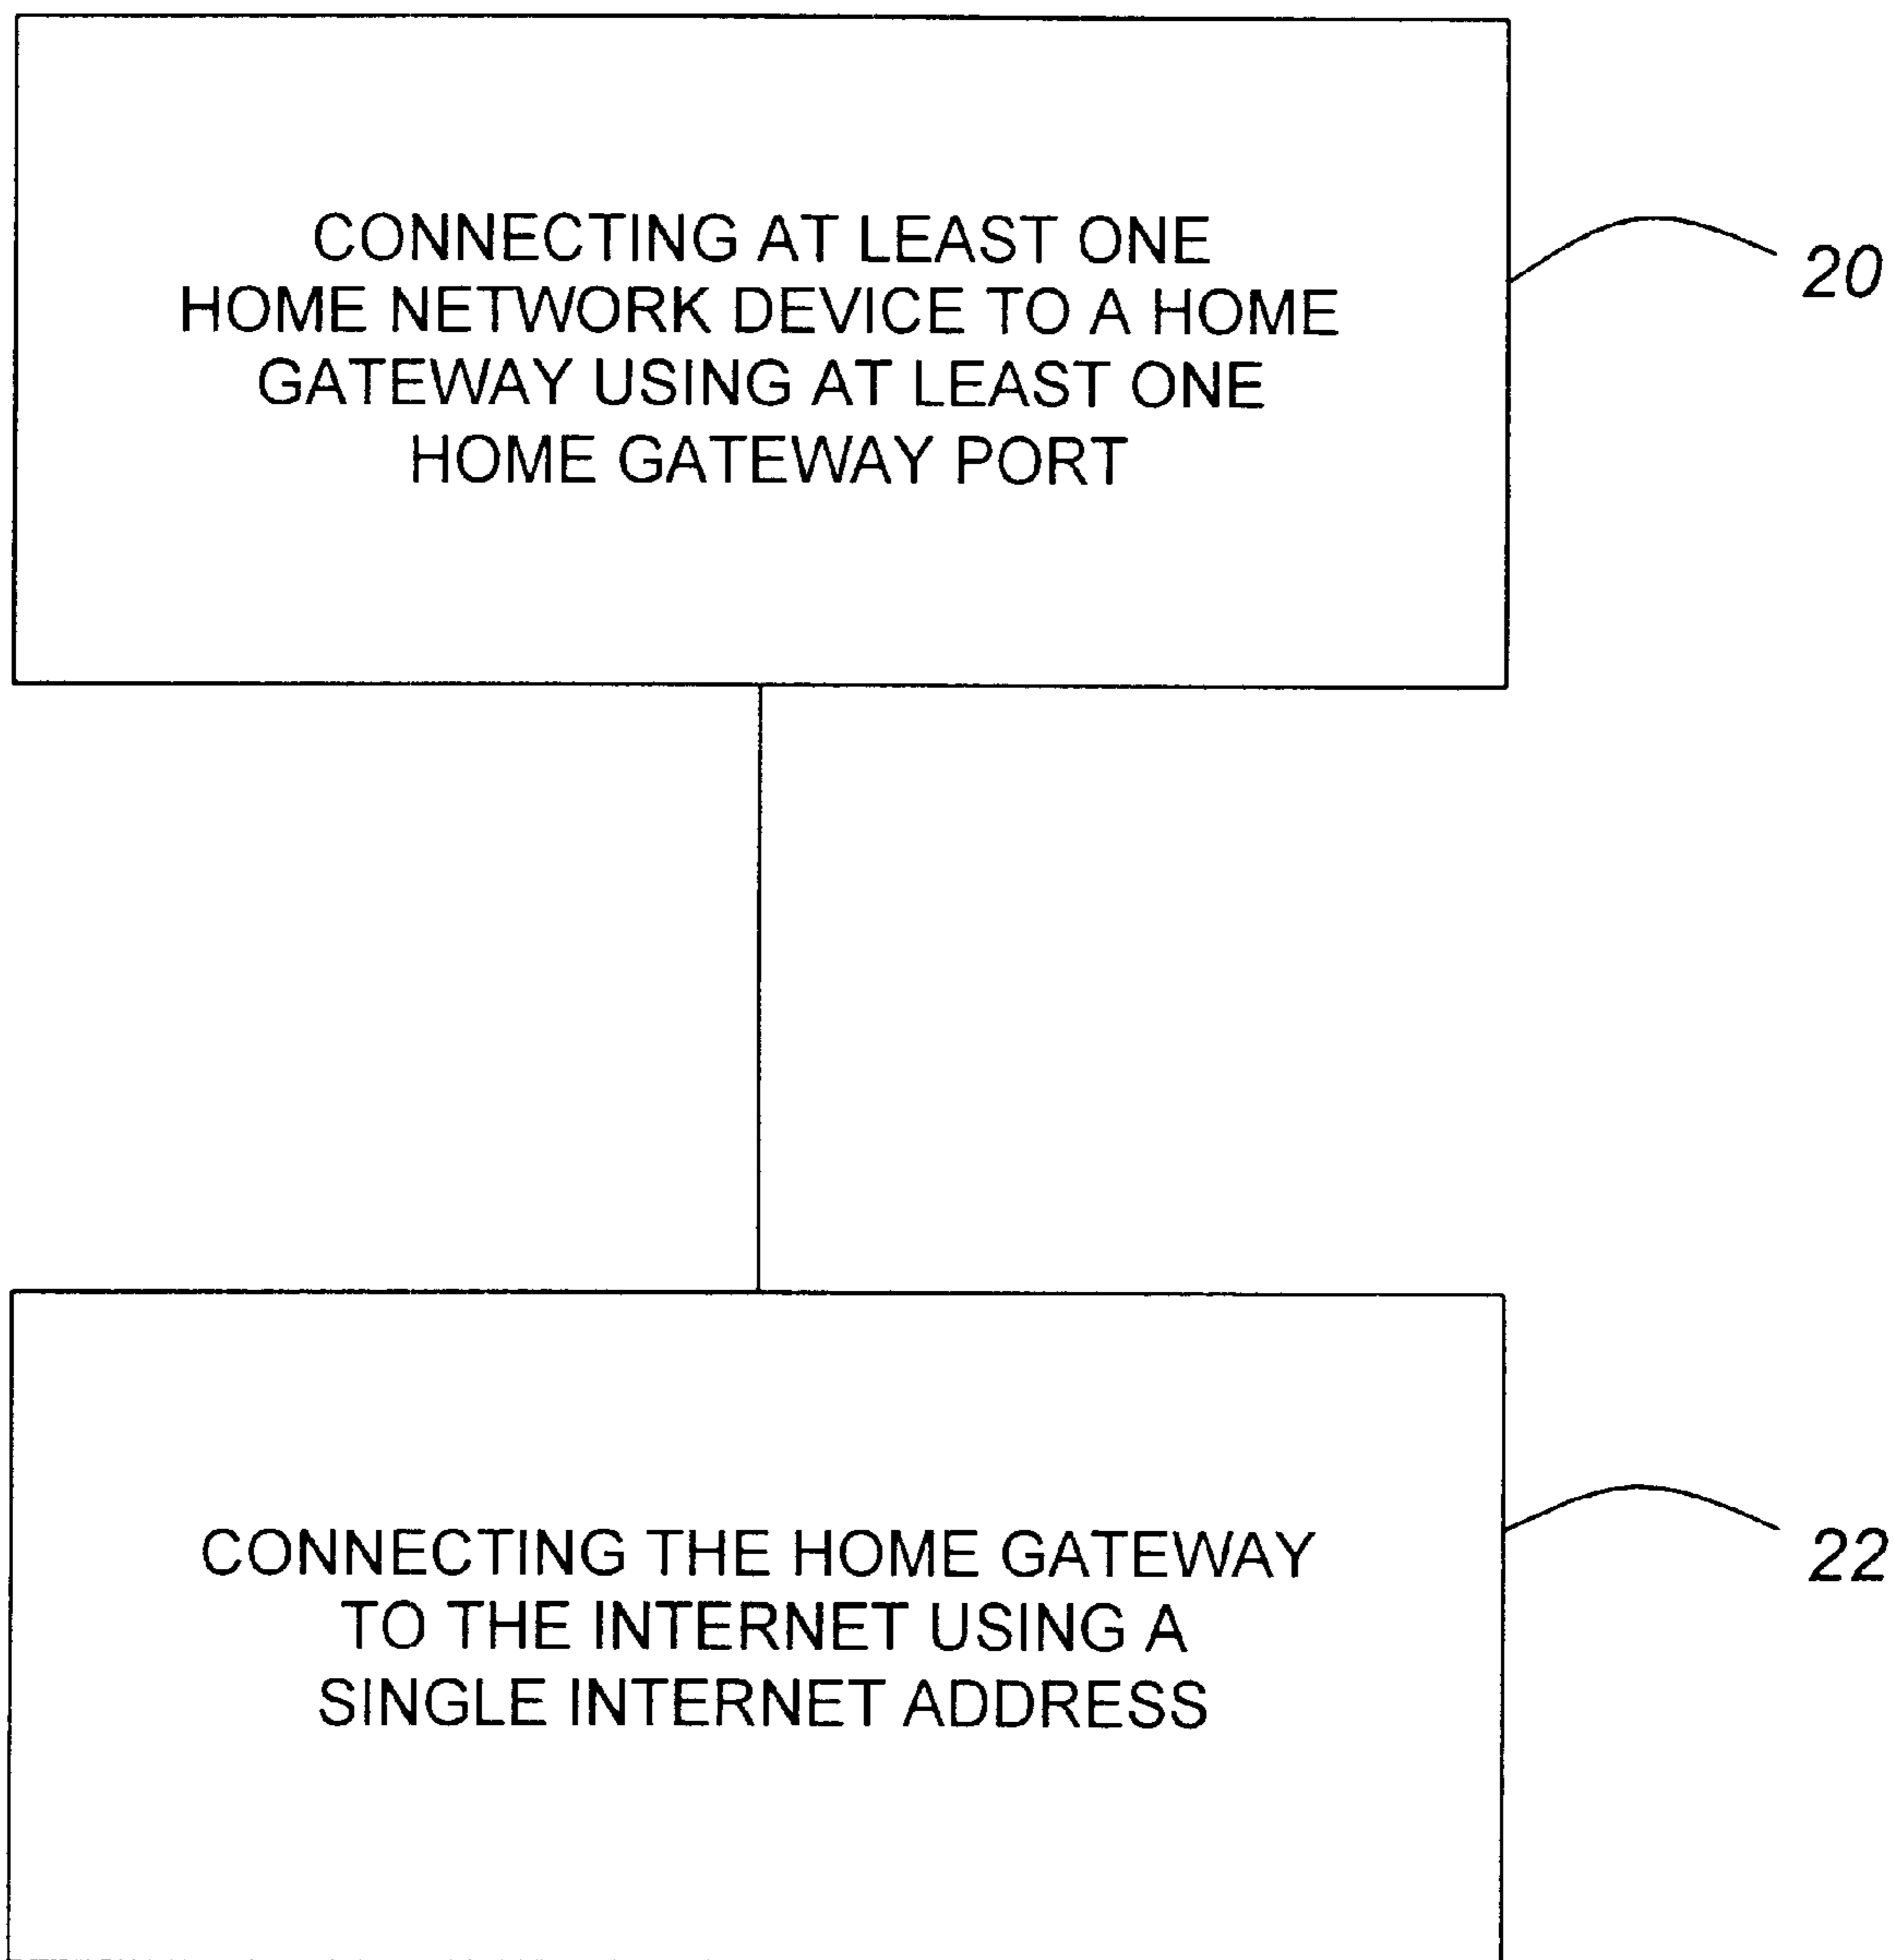 CONNECTING AT LEAST ONE
HOME NETWORK DEVICE TO A HOME
GATEWAY USING AT LEAST ONE
HOME GATEWAY PORT
20
CONNECTING THE HOME GATEWAY
TO THE INTERNET USING A
SINGLE INTERNET ADDRESS
22